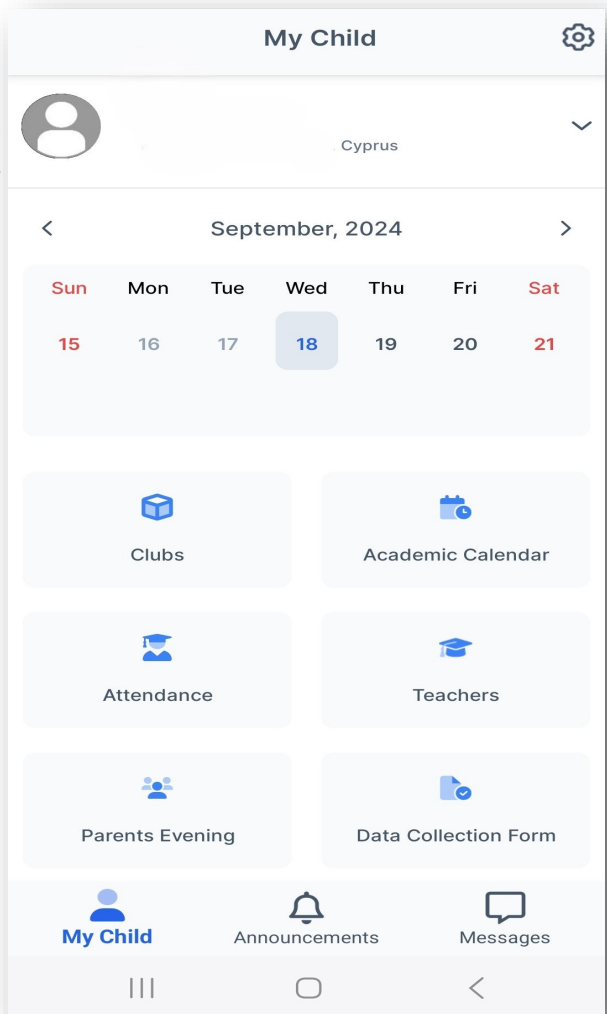 My Child
Cyprus
September, 2024
Sun Mon Tue Wed Thu Fri Sat
15 16 17 18 19 20 21
Clubs Academic Calendar
Attendance Teachers
Parents Evening Data Collection Form
My Child Announcements Messages